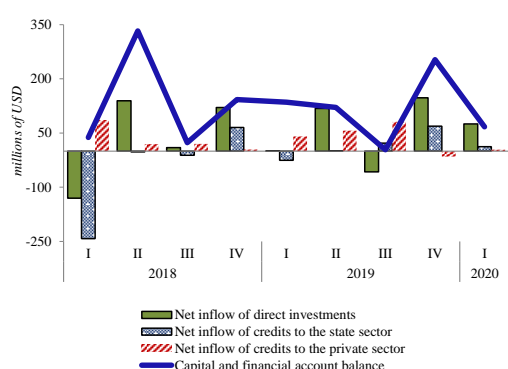 350
200
50
-100
-250
millions of USD
I II III IV I II III IV I
2018 2019 2020
Net inflow of direct investments
Net inflow of credits to the state sector
Net inflow of credits to the private sector
Capital and financial account balance